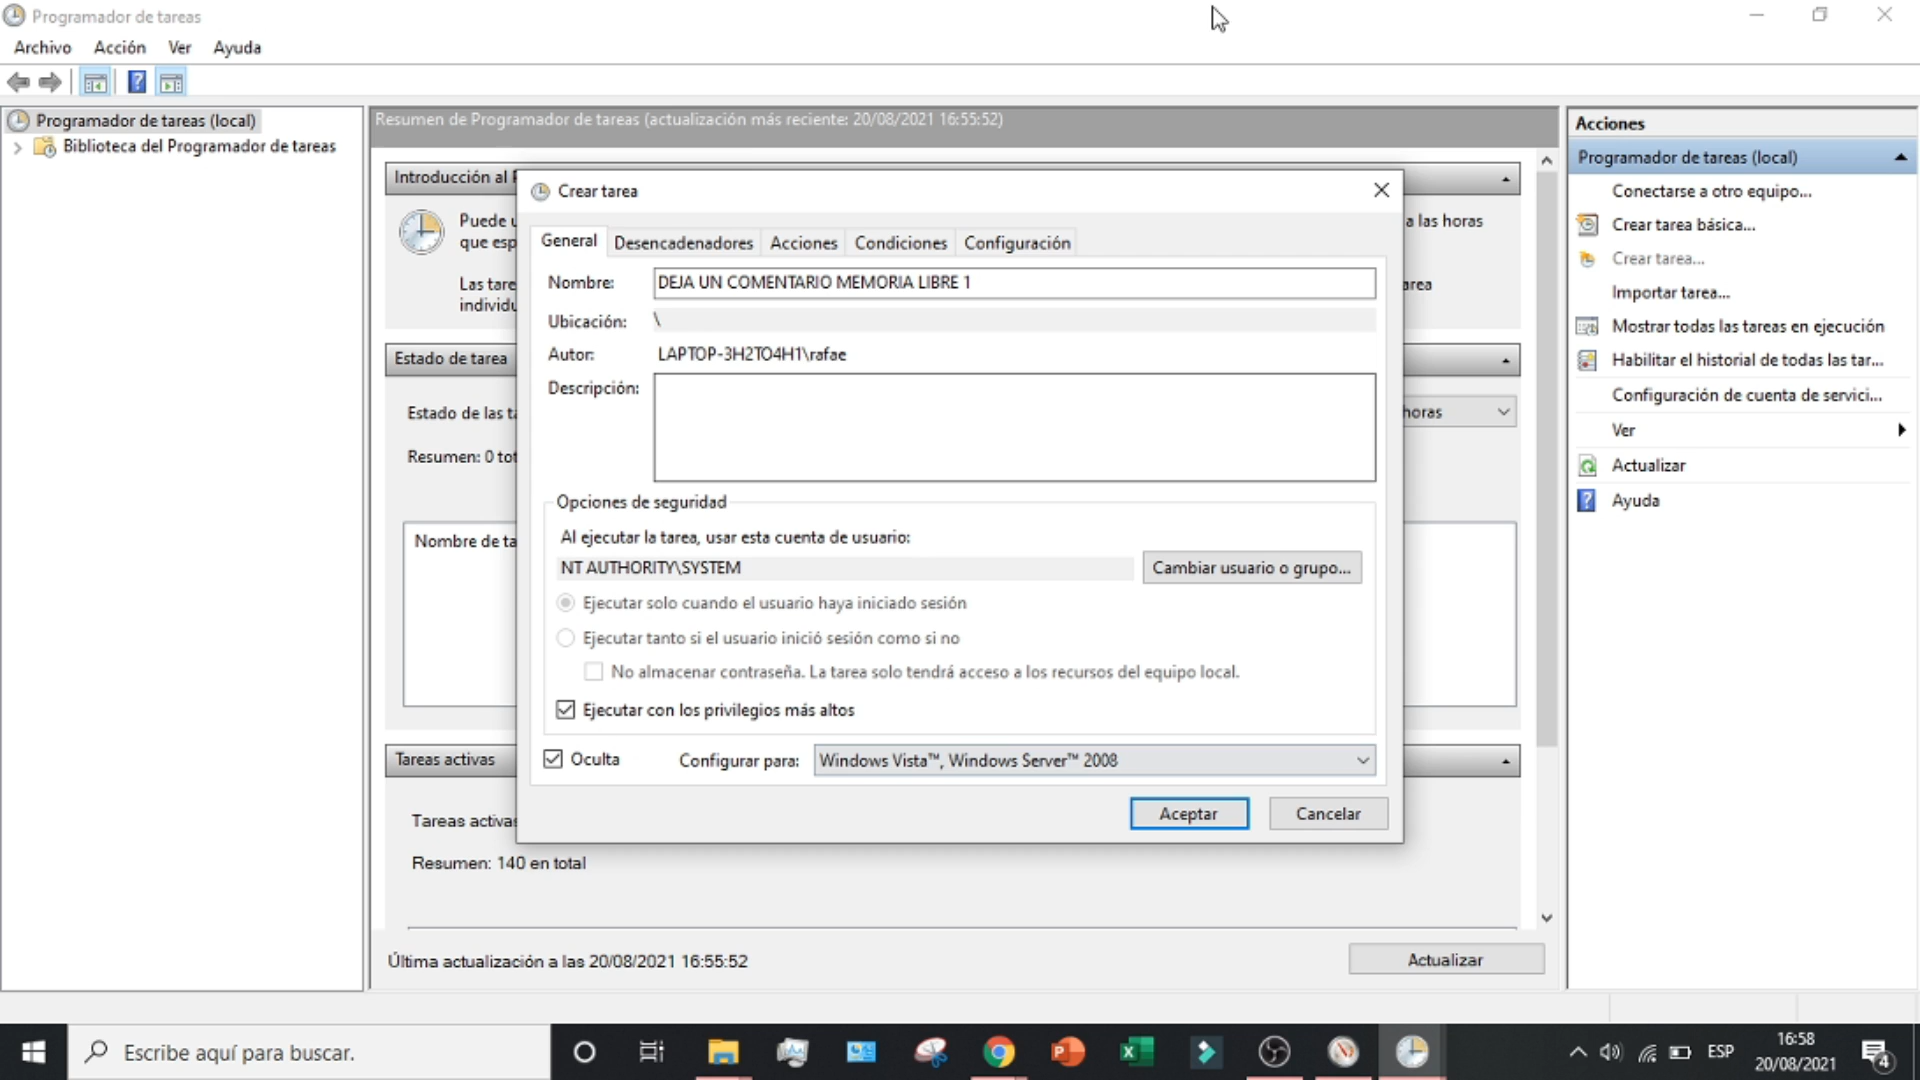 Programador de tareas
Archivo Acción Ver Ayuda
Programador de tareas (local)
Biblioteca del Programador de tareas
Resumen de Programador de tareas (actualización más reciente: 20/08/2021 16:55:52)
Introducción al
Puede
que esp
a las horas
Las tare
individu
area
Estado de tarea
Estado de las ta
horas
Resumen: 0 tot
Nombre de ta
Tareas activas
Tareas activas
Resumen: 140 en total
Última actualización a las 20/08/2021 16:55:52
Actualizar
Crear tarea
General Desencadenadores Acciones Condiciones Configuración
Nombre: DEJA UN COMENTARIO MEMORIA LIBRE 1
Ubicación: \
Autor: LAPTOP-3H2TO4H1\rafae
Descripción:
Opciones de seguridad
Al ejecutar la tarea, usar esta cuenta de usuario:
NT AUTHORITY\SYSTEM
Cambiar usuario o grupo...
Ejecutar solo cuando el usuario haya iniciado sesión
Ejecutar tanto si el usuario inició sesión como si no
No almacenar contraseña. La tarea solo tendrá acceso a los recursos del equipo local.
Ejecutar con los privilegios más altos
Oculta Configurar para: Windows Vista™, Windows Server™ 2008
Aceptar Cancelar
Acciones
Programador de tareas (local)
Conectarse a otro equipo...
Crear tarea básica...
Crear tarea...
Importar tarea...
Mostrar todas las tareas en ejecución
Habilitar el historial de todas las tar...
Configuración de cuenta de servici...
Ver
Actualizar
Ayuda
Escribe aquí para buscar.
ESP
16:58
20/08/2021
4